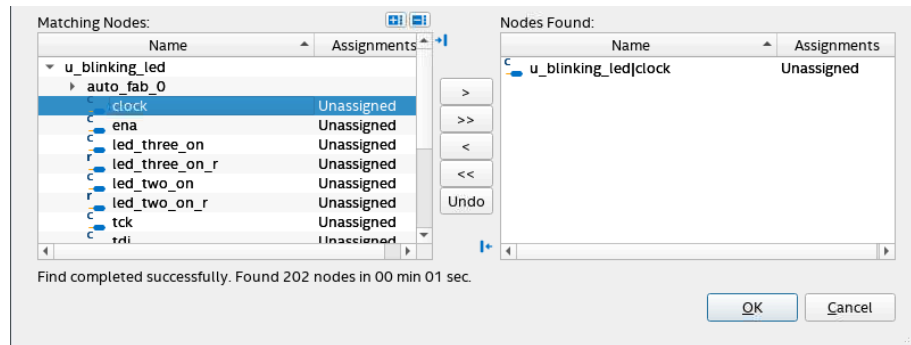 Matching Nodes:
Name Assignments
u_blinking_led
auto_fab_0
clock Unassigned
ena Unassigned
led_three_on Unassigned
led_three_on_r Unassigned
led_two_on Unassigned
led_two_on_r Unassigned
tck Unassigned
tdi Unassigned
>
>>
<
<<
Undo
Nodes Found:
Name Assignments
u_blinking_led|clock Unassigned
Find completed successfully. Found 202 nodes in 00 min 01 sec.
OK Cancel